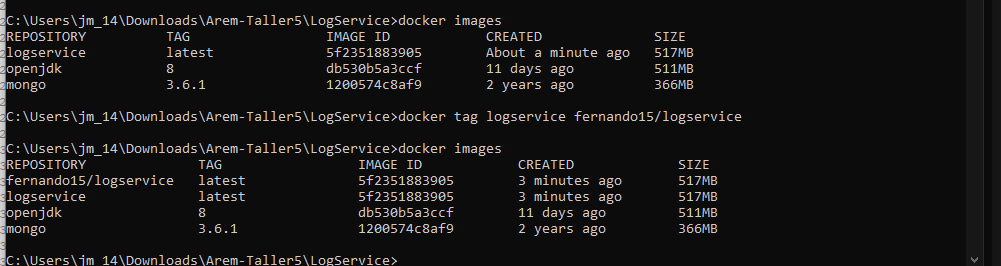 C:\Users\jm_14\Downloads\Arem-Taller5\LogService>docker images
REPOSITORY TAG IMAGE ID CREATED SIZE
logservice latest 5f2351883905 About a minute ago 517MB
openjdk 8 db530b5a3ccf 11 days ago 511MB
mongo 3.6.1 1200574c8af9 2 years ago 366MB
C:\Users\jm_14\Downloads\Arem-Taller5\LogService>docker tag logservice fernando15/logservice
C:\Users\jm_14\Downloads\Arem-Taller5\LogService>docker images
REPOSITORY TAG IMAGE ID CREATED SIZE
fernando15/logservice latest 5f2351883905 3 minutes ago 517MB
logservice latest 5f2351883905 3 minutes ago 517MB
openjdk 8 db530b5a3ccf 11 days ago 511MB
mongo 3.6.1 1200574c8af9 2 years ago 366MB
C:\Users\jm_14\Downloads\Arem-Taller5\LogService>